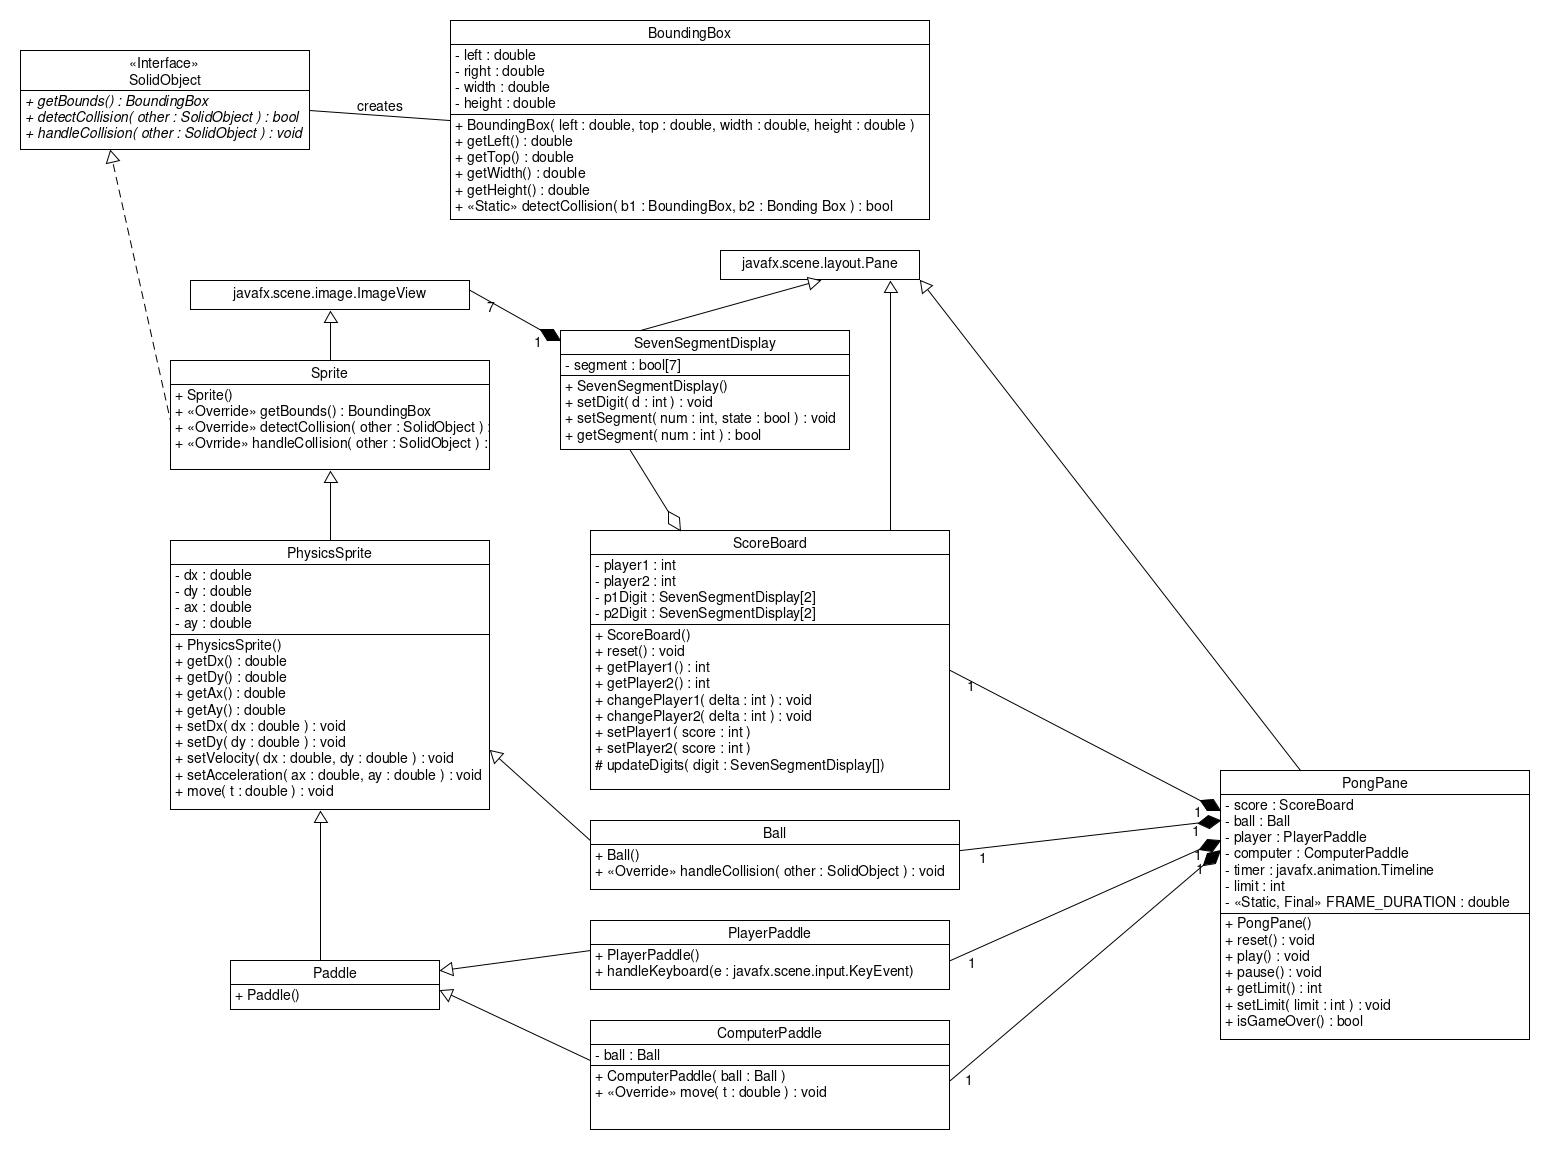 BoundingBox
- left : double
- right : double
- width : double
- height : double
+ BoundingBox( left : double, top : double, width : double, height : double )
+ getLeft() : double
+ getTop() : double
+ getWidth() : double
+ getHeight() : double
+ «Static» detectCollision( b1 : BoundingBox, b2 : Bonding Box ) : bool
«Interface»
SolidObject
+ getBounds() : BoundingBox
+ detectCollision( other : SolidObject ) : bool
+ handleCollision( other : SolidObject ) : void
creates
javafx.scene.layout.Pane
javafx.scene.image.ImageView
7
1
SevenSegmentDisplay
- segment : bool[7]
+ SevenSegmentDisplay()
+ setDigit( d : int ) : void
+ setSegment( num : int, state : bool ) : void
+ getSegment( num : int ) : bool
Sprite
+ Sprite()
+ «Override» getBounds() : BoundingBox
+ «Override» detectCollision( other : SolidObject ) :
+ «Ovrride» handleCollision( other : SolidObject ) :
PhysicsSprite
- dx : double
- dy : double
- ax : double
- ay : double
+ PhysicsSprite()
+ getDx() : double
+ getDy() : double
+ getAx() : double
+ getAy() : double
+ setDx( dx : double ) : void
+ setDy( dy : double ) : void
+ setVelocity( dx : double, dy : double ) : void
+ setAcceleration( ax : double, ay : double ) : void
+ move( t : double ) : void
ScoreBoard
- player1 : int
- player2 : int
- p1Digit : SevenSegmentDisplay[2]
- p2Digit : SevenSegmentDisplay[2]
+ ScoreBoard()
+ reset() : void
+ getPlayer1() : int
+ getPlayer2() : int
+ changePlayer1( delta : int ) : void
+ changePlayer2( delta : int ) : void
+ setPlayer1( score : int )
+ setPlayer2( score : int )
# updateDigits( digit : SevenSegmentDisplay[])
1
1
1
1
1
PongPane
- score : ScoreBoard
- ball : Ball
- player : PlayerPaddle
- computer : ComputerPaddle
- timer : javafx.animation.Timeline
- limit : int
- «Static, Final» FRAME_DURATION : double
+ PongPane()
+ reset() : void
+ play() : void
+ pause() : void
+ getLimit() : int
+ setLimit( limit : int ) : void
+ isGameOver() : bool
Ball
+ Ball()
+ «Override» handleCollision( other : SolidObject ) : void
1
PlayerPaddle
+ PlayerPaddle()
+ handleKeyboard(e : javafx.scene.input.KeyEvent)
1
Paddle
+ Paddle()
ComputerPaddle
- ball : Ball
+ ComputerPaddle( ball : Ball )
+ «Override» move( t : double ) : void
1